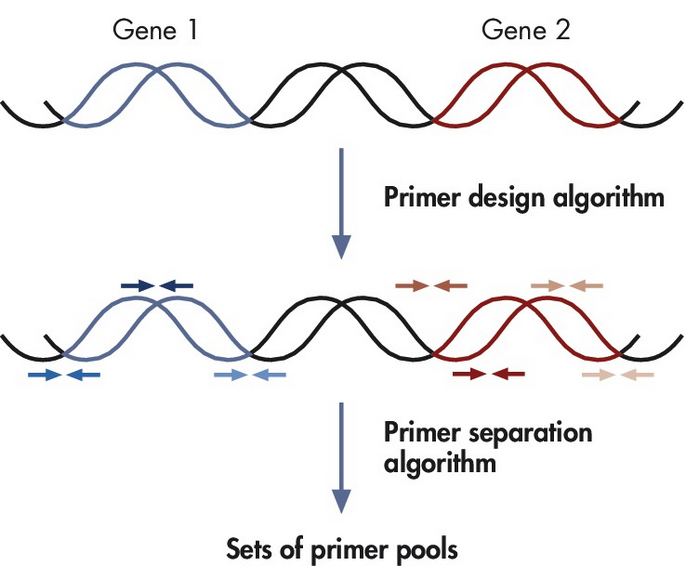 Gene 1
Gene 2
Primer design algorithm
Primer separation
algorithm
Sets of primer pools